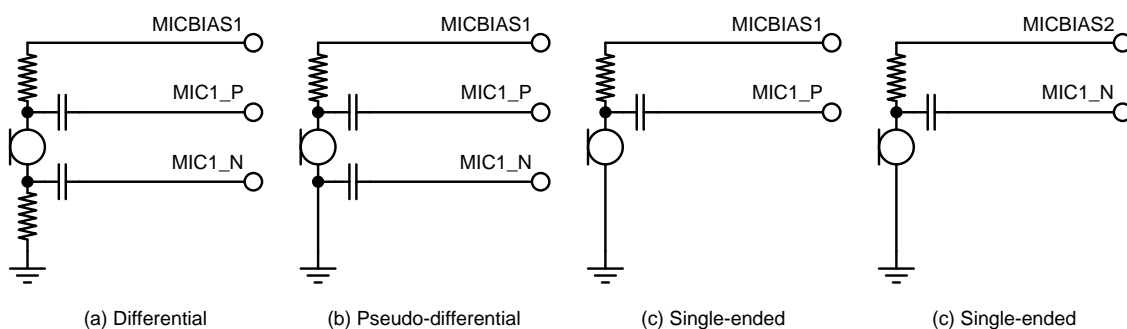 MICBIAS1
MICBIAS1
MICBIAS1
MICBIAS2
MIC1_P
MIC1_P
MIC1_P
MIC1_N
MIC1_N
MIC1_N
(a) Differential
(b) Pseudo-differential
(c) Single-ended
(c) Single-ended